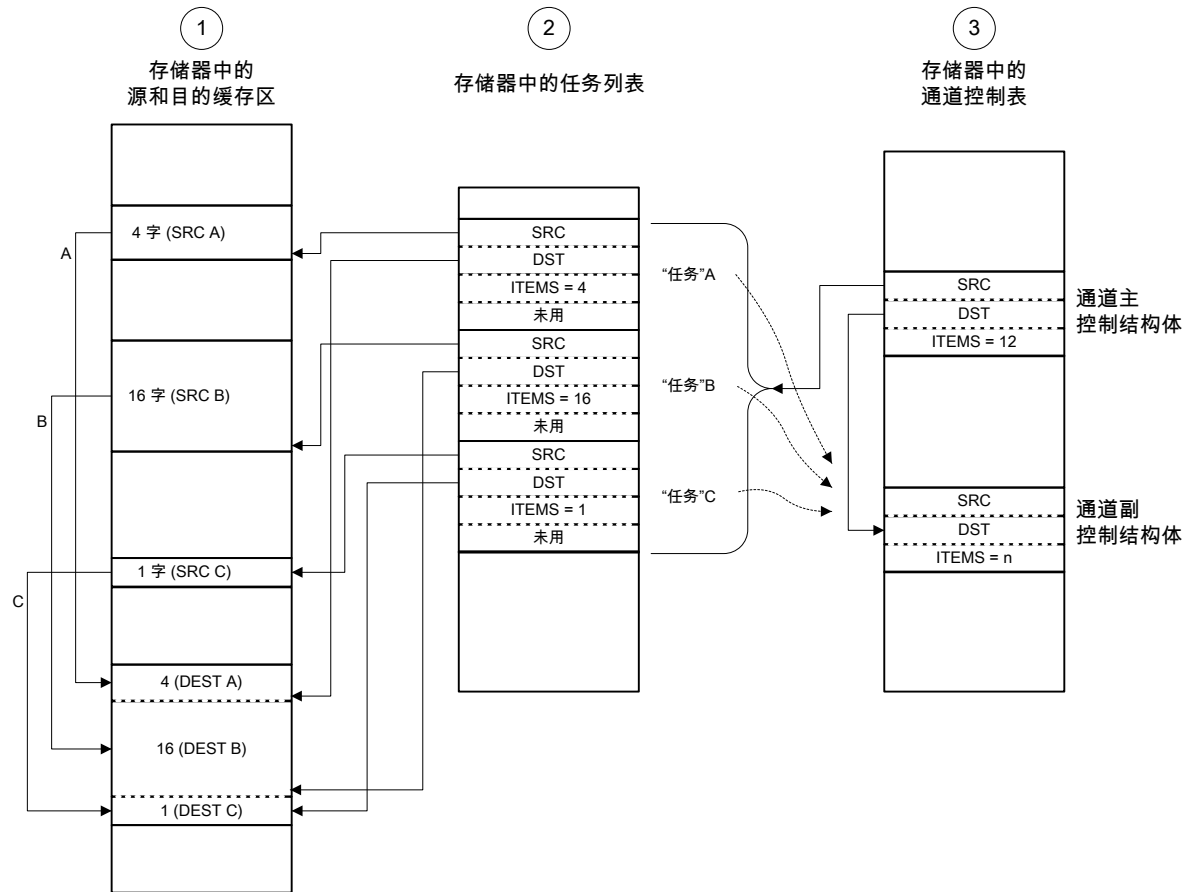 1
存储器中的
源和目的缓存区
2
存储器中的任务列表
3
存储器中的
通道控制表
4 字 (SRC A)
16 字 (SRC B)
1 字 (SRC C)
4 (DEST A)
16 (DEST B)
1 (DEST C)
A
B
C
SRC
DST
ITEMS = 4
未用
SRC
DST
ITEMS = 16
未用
SRC
DST
ITEMS = 1
未用
“任务”A
“任务”B
“任务”C
SRC
DST
ITEMS = 12
通道主
控制结构体
SRC
DST
ITEMS = n
通道副
控制结构体